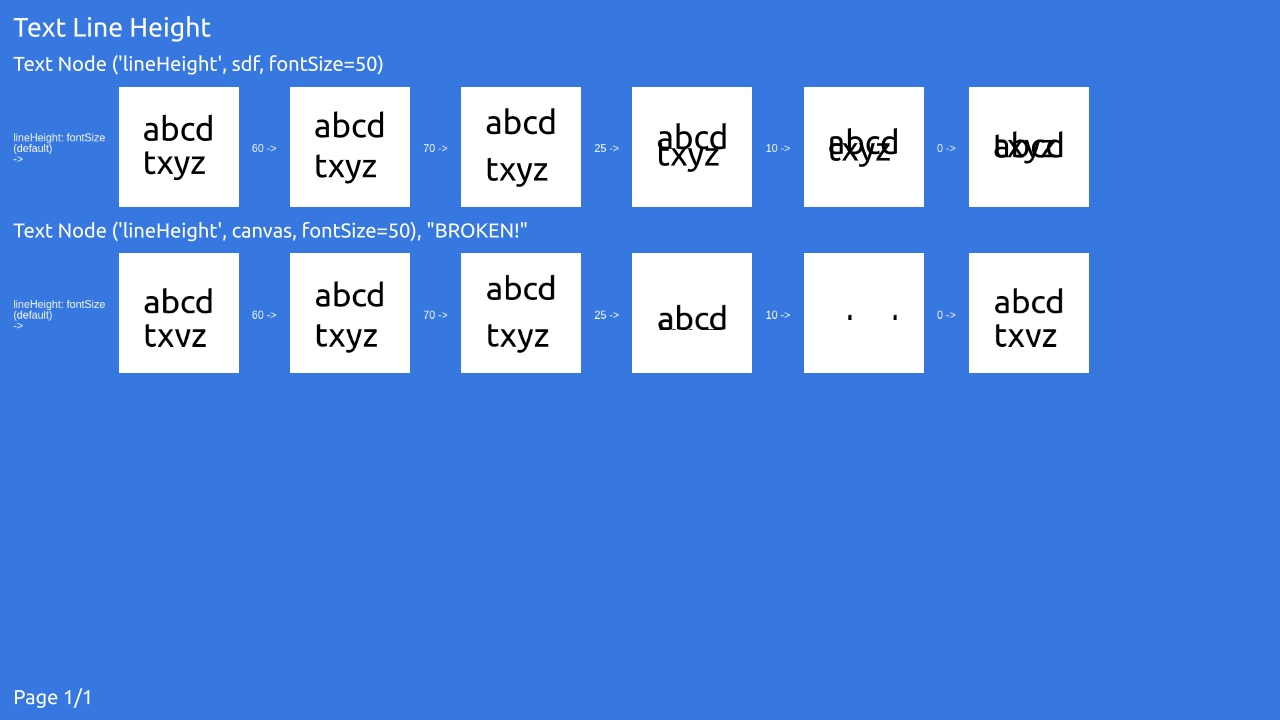 Text Line Height
Text Node ('lineHeight', sdf, fontSize=50)
lineHeight: fontSize
(default)
->
abcd
txyz
60 ->
abcd
txyz
70 ->
abcd
txyz
25 ->
abcd
txyz
10 ->
abcd
txyz
0 ->
abcd
txyz
Text Node ('lineHeight', canvas, fontSize=50), "BROKEN!"
lineHeight: fontSize
(default)
->
abcd
txvz
60 ->
abcd
txyz
70 ->
abcd
txyz
25 ->
abcd
10 ->
0 ->
abcd
txvz
Page 1/1